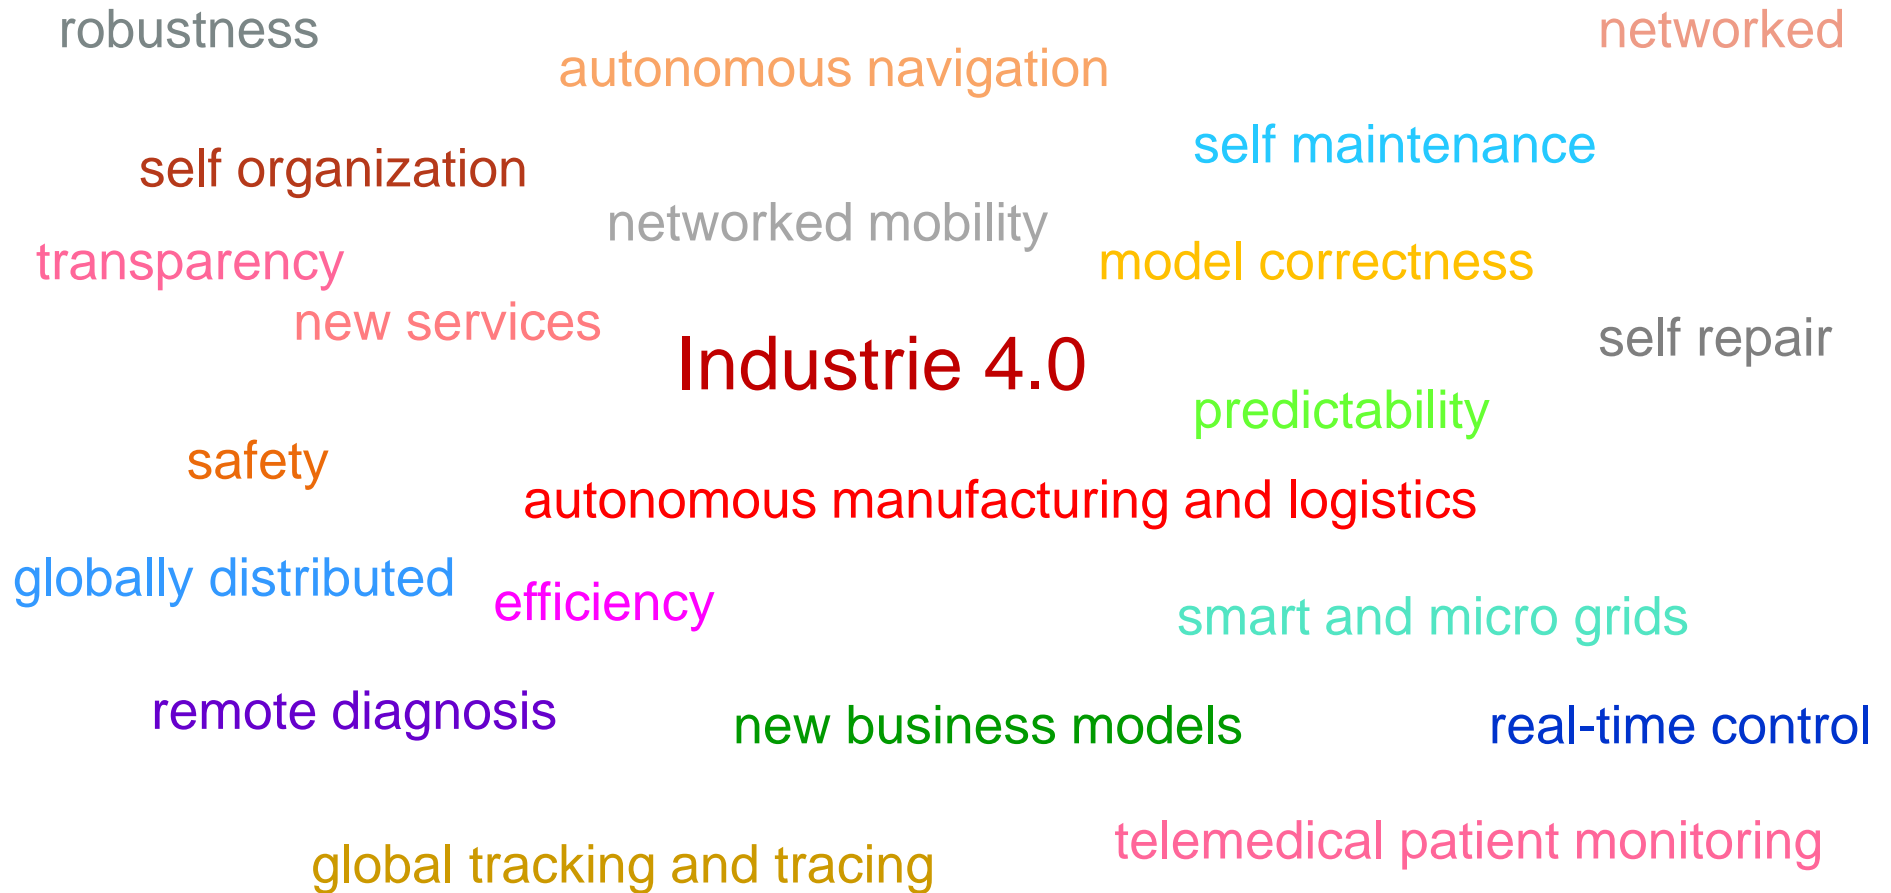 robustness
networked
autonomous navigation
self maintenance
self organization
networked mobility
transparency
model correctness
new services
self repair
Industrie 4.0
predictability
safety
autonomous manufacturing and logistics
globally distributed
efficiency
smart and micro grids
remote diagnosis
new business models
real-time control
telemedical patient monitoring
global tracking and tracing